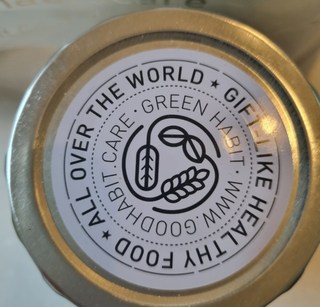 GIFT LIKE HEALTHY FOOD ★ ALL OVER THE WORLD ★
GREEN HABIT · WWW.GOODHABIT.CARE ·